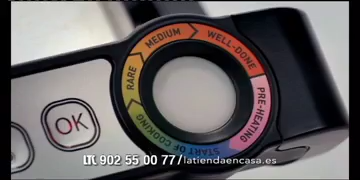 RARE
MEDIUM
WELL-DONE
PRE-HEATING
START OF COOKING
OK
902 55 00 77/latiendaencasa.es